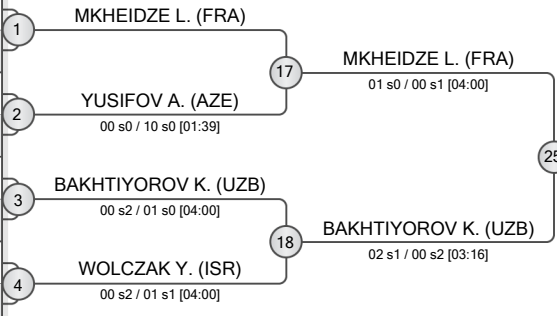 MKHEIDZE L. (FRA)
1
17
MKHEIDZE L. (FRA)
01 s0 / 00 s1 [04:00]
YUSIFOV A. (AZE)
2
00 s0 / 10 s0 [01:39]
25
BAKHTIYOROV K. (UZB)
3
00 s2 / 01 s0 [04:00]
18
BAKHTIYOROV K. (UZB)
02 s1 / 00 s2 [03:16]
WOLCZAK Y. (ISR)
4
00 s2 / 01 s1 [04:00]